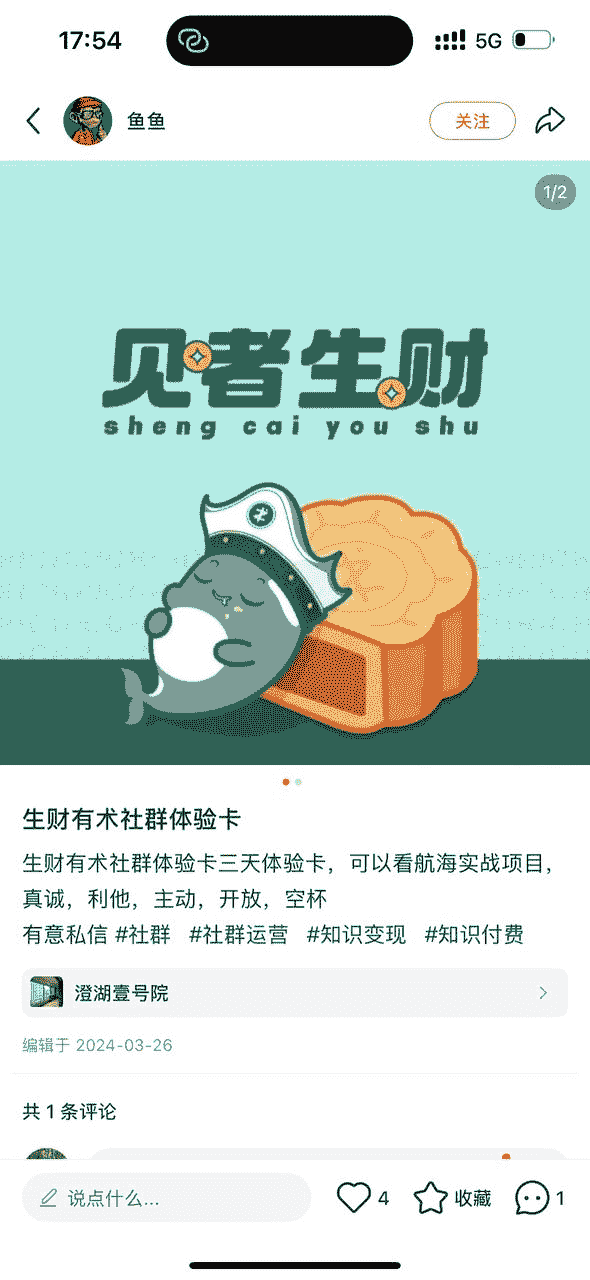 17:54
5G
鱼鱼
关注
1/2
见者生财
sheng cai you shu
生财有术社群体验卡
生财有术社群体验卡三天体验卡，可以看航海实战项目，
真诚，利他，主动，开放，空杯
有意私信 #社群 #社群运营 #知识变现 #知识付费
澄湖壹号院
编辑于 2024-03-26
共 1 条评论
说点什么...
4
收藏
1